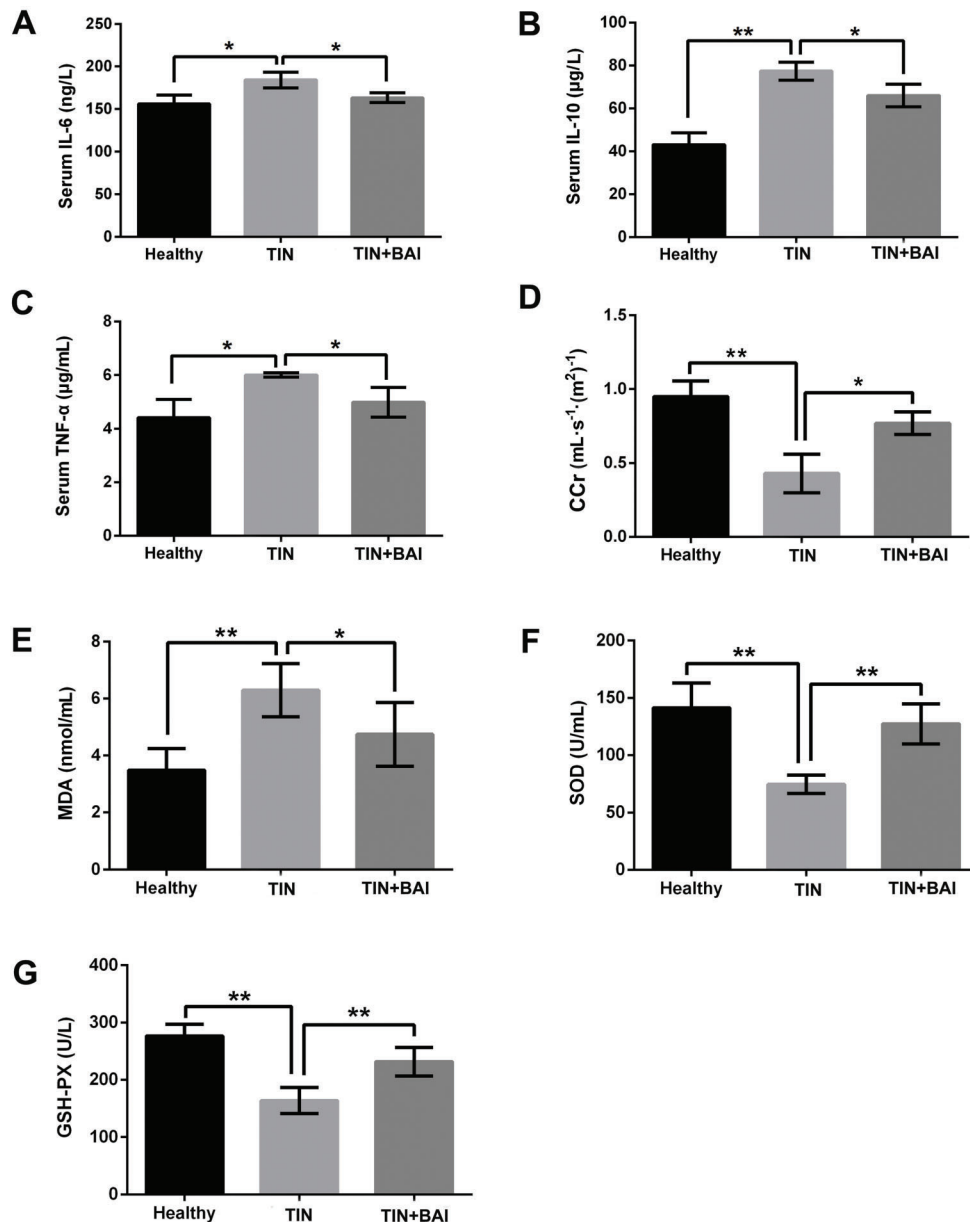 A
Serum IL-6 (ng/L)
250
200
150
100
50
0
* *
Healthy TIN TIN+BAI
B
Serum IL-10 (μg/L)
100
80
60
40
20
0
** *
Healthy TIN TIN+BAI
C
Serum TNF-α (μg/mL)
8
6
4
2
0
* *
Healthy TIN TIN+BAI
D
CCr (mL·s⁻¹·(m²)⁻¹)
1.5
1.0
0.5
0.0
** *
Healthy TIN TIN+BAI
E
MDA (nmol/mL)
8
6
4
2
0
** *
Healthy TIN TIN+BAI
F
SOD (U/mL)
200
150
100
50
0
** **
Healthy TIN TIN+BAI
G
GSH-PX (U/L)
400
300
200
100
0
** **
Healthy TIN TIN+BAI